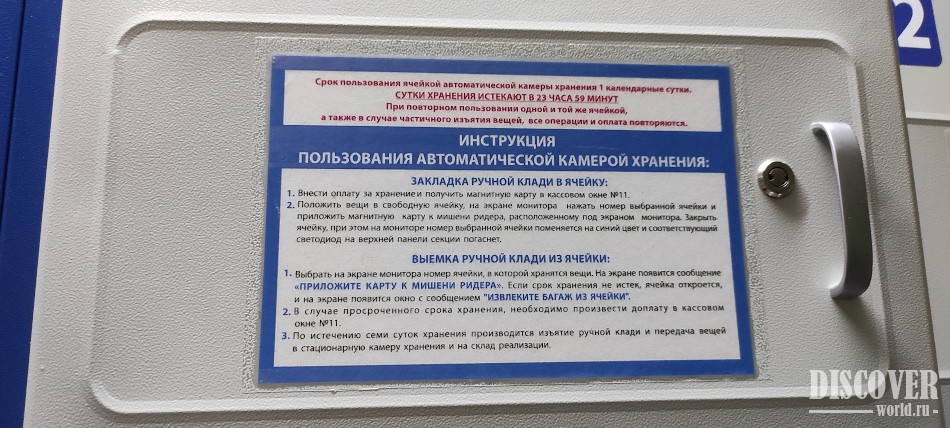 2
Срок пользования ячейкой автоматической камеры хранения 1 календарные сутки.
СУТКИ ХРАНЕНИЯ ИСТЕКАЮТ В 23 ЧАСА 59 МИНУТ
При повторном пользовании одной и той же ячейкой,
а также в случае частичного изъятия вещей, все операции и оплата повторяются.
ИНСТРУКЦИЯ
ПОЛЬЗОВАНИЯ АВТОМАТИЧЕСКОЙ КАМЕРОЙ ХРАНЕНИЯ:
ЗАКЛАДКА РУЧНОЙ КЛАДИ В ЯЧЕЙКУ:
1. Внести оплату за хранение и получить магнитную карту в кассовом окне №11.
2. Положить вещи в свободную ячейку, на экране монитора нажать номер выбранной ячейки и
приложить магнитную карту к мишени ридера, расположенному под экраном монитора. Закрыть
ячейку, при этом на мониторе номер выбранной ячейки поменяется на синий цвет и соответствующий
светодиод на верхней панели секции погаснет.
ВЫЕМКА РУЧНОЙ КЛАДИ ИЗ ЯЧЕЙКИ:
1. Выбрать на экране монитора номер ячейки, в которой хранятся вещи. На экране появится сообщение
«ПРИЛОЖИТЕ КАРТУ К МИШЕНИ РИДЕРА». Если срок хранения не истек, ячейка откроется,
и на экране появится окно с сообщением "ИЗВЛЕКИТЕ БАГАЖ ИЗ ЯЧЕЙКИ".
2. В случае просроченного срока хранения, необходимо произвести доплату в кассовом
окне №11.
3. По истечению семи суток хранения производится изъятие ручной клади и передача вещей
в стационарную камеру хранения и на склад реализации.
DISCOVER
world.ru